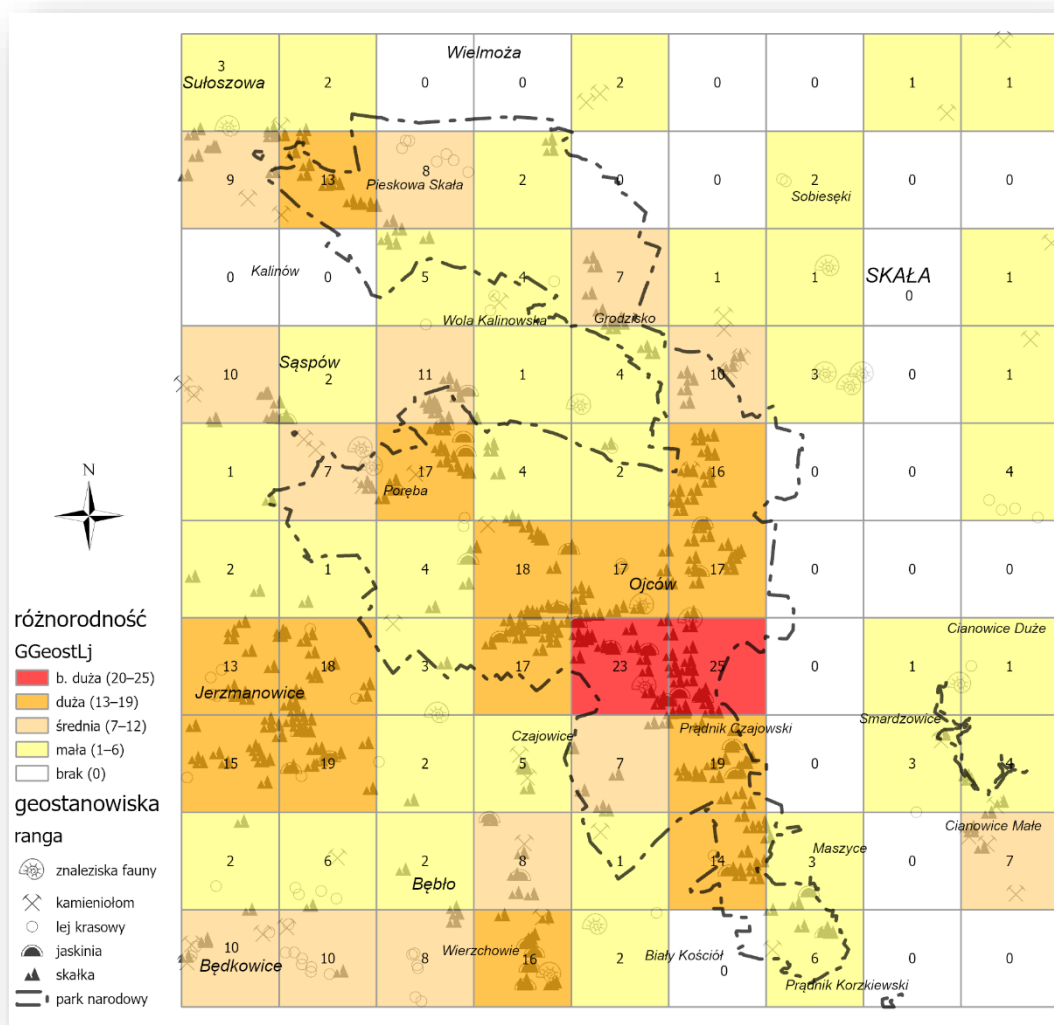 Wielmoża
3
Sułoszowa
2
0
0
2
0
0
1
1
9
13
8
Pieskowa Skała
2
0
0
2
Sobiesęki
0
0
0
Kalinów
0
5
4
7
1
1
SKAŁA
0
1
Wola Kalinowska
Grodzisko
10
Sąspów
2
11
1
4
10
3
0
1
1
7
17
Poręba
4
2
16
0
0
4
N
2
1
4
18
17
Ojców
17
0
0
0
różnorodność
GGeostLj
b. duża (20–25)
duża (13–19)
średnia (7–12)
mała (1–6)
brak (0)
geostanowiska
ranga
znaleziska fauny
kamieniołom
lej krasowy
jaskinia
skałka
park narodowy
Cianowice Duże
13
18
3
17
23
25
0
1
1
Jerzmanowice
Smardzowice
Czajowice
Prądnik Czajowski
15
19
2
5
7
19
0
3
4
Cianowice Małe
Maszyce
2
6
2
8
1
14
3
0
7
Bębło
10
Będkowice
10
8
Wierzchowie
16
2
Biały Kościół
0
6
0
0
Prądnik Korzkiewski